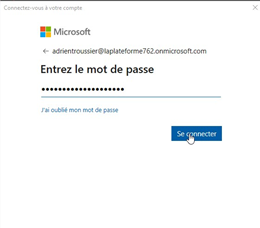 Connectez-vous à votre compte
Microsoft
← adrientroussier@laplateforme762.onmicrosoft.com
Entrez le mot de passe
••••••••••••••••••••
J'ai oublié mon mot de passe
Se connecter